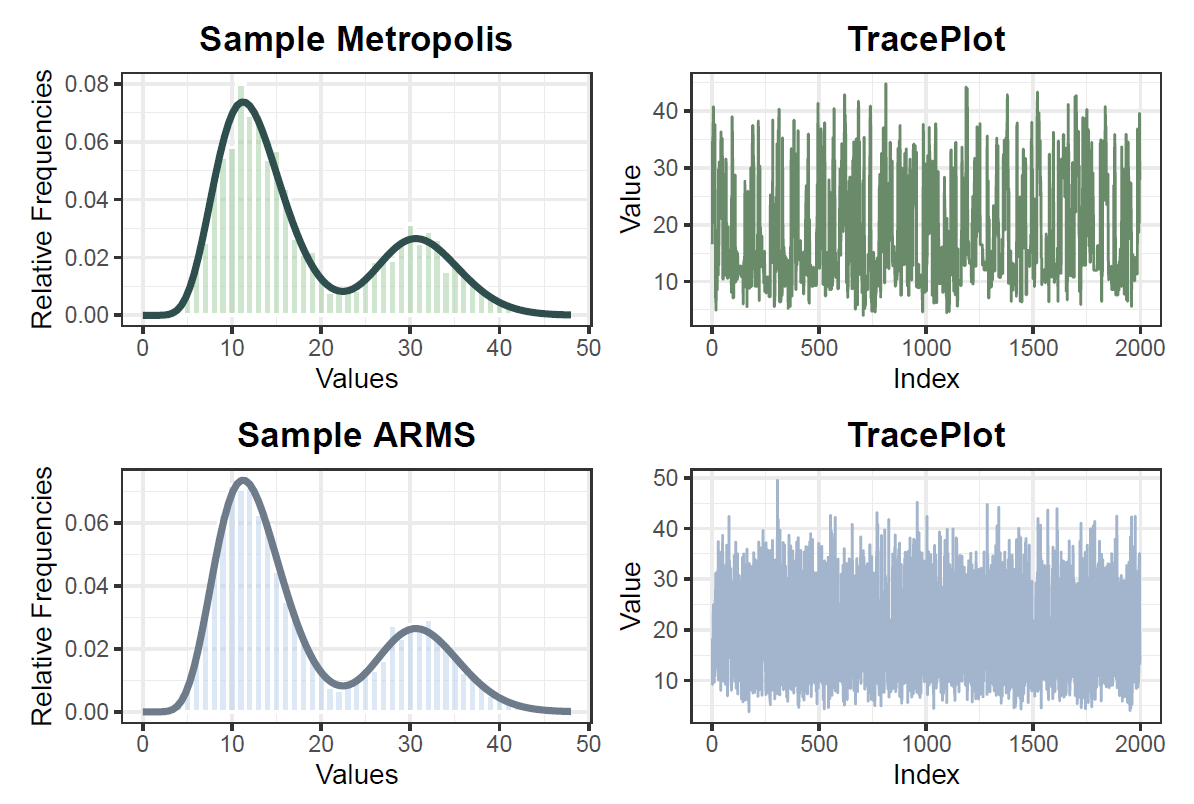 Sample Metropolis
Relative Frequencies
0.08
0.06
0.04
0.02
0.00
0 10 20 30 40 50
Values
TracePlot
Value
40
30
20
10
0 500 1000 1500 2000
Index
Sample ARMS
Relative Frequencies
0.06
0.04
0.02
0.00
0 10 20 30 40 50
Values
TracePlot
Value
50
40
30
20
10
0 500 1000 1500 2000
Index